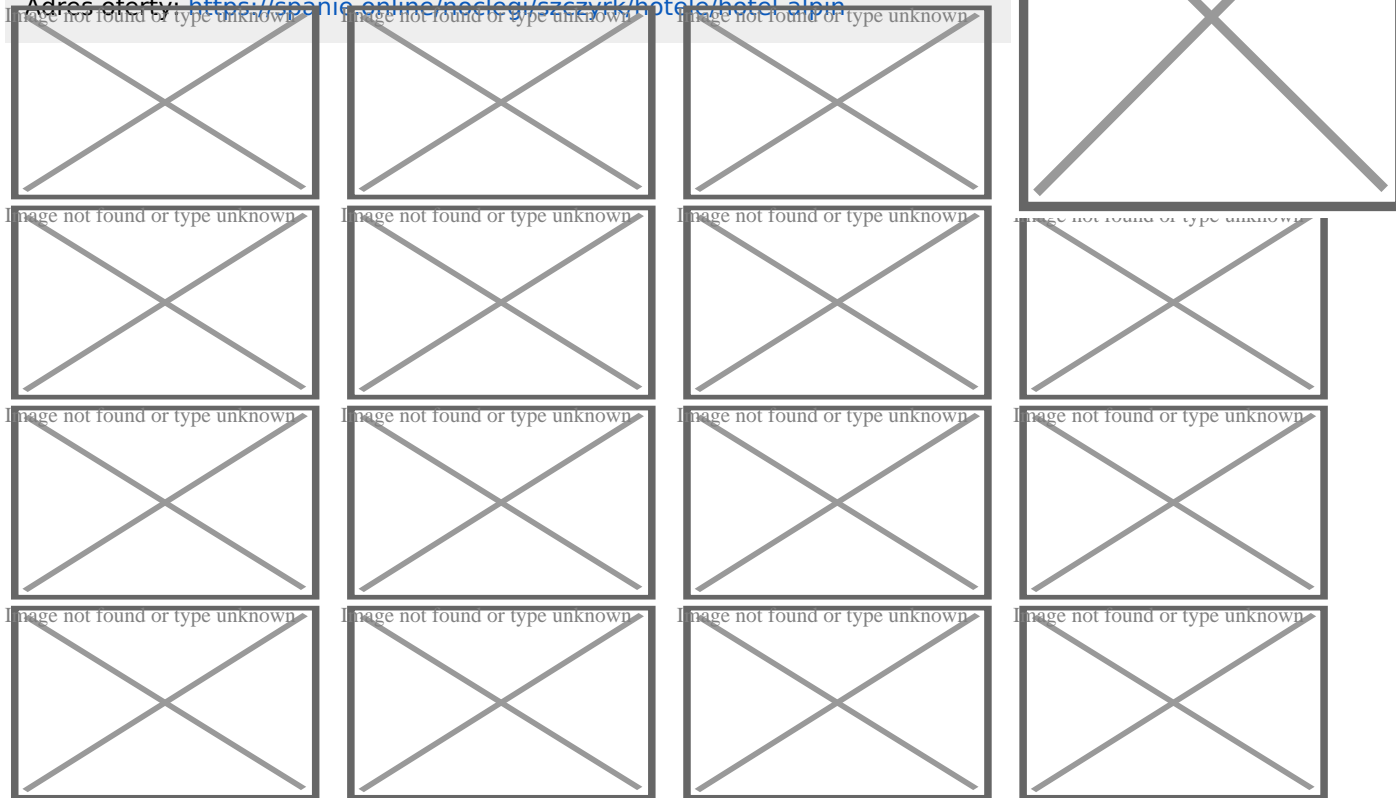 Adres oferty: https://spanie.online/noclegi/szczyrk/hotele/hotel-alpin
Image not found or type unknown Image not found or type unknown Image not found or type unknown
Image not found or type unknown Image not found or type unknown Image not found or type unknown Image not found or type unknown
Image not found or type unknown Image not found or type unknown Image not found or type unknown Image not found or type unknown
Image not found or type unknown Image not found or type unknown Image not found or type unknown Image not found or type unknown